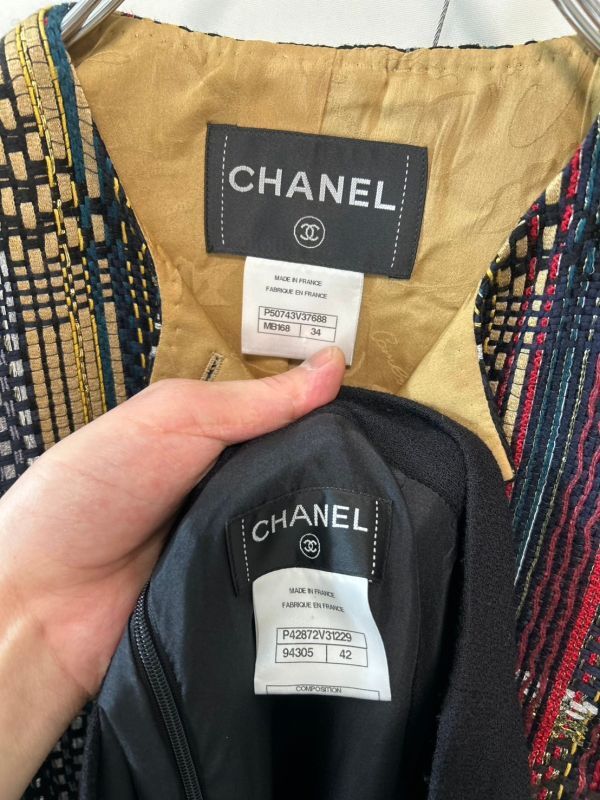 CHANEL
MADE IN FRANCE
FABRIQUE EN FRANCE
P50743V37688
MB168 34
CHANEL
MADE IN FRANCE
FABRIQUE EN FRANCE
P42872V31229
94305 42
COMPOSITION